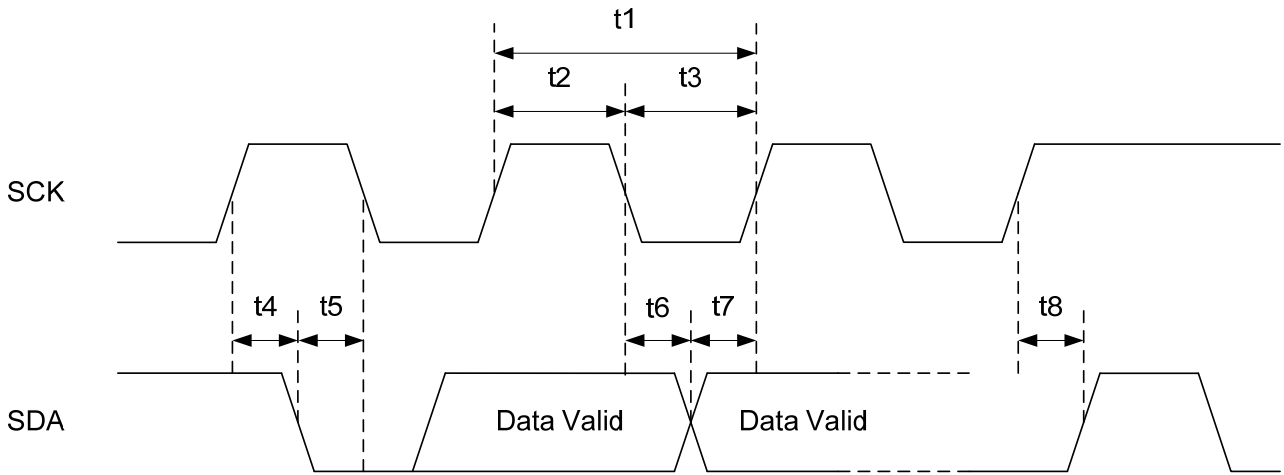 t1
t2
t3
SCK
t4
t5
t6
t7
t8
SDA
Data Valid
Data Valid